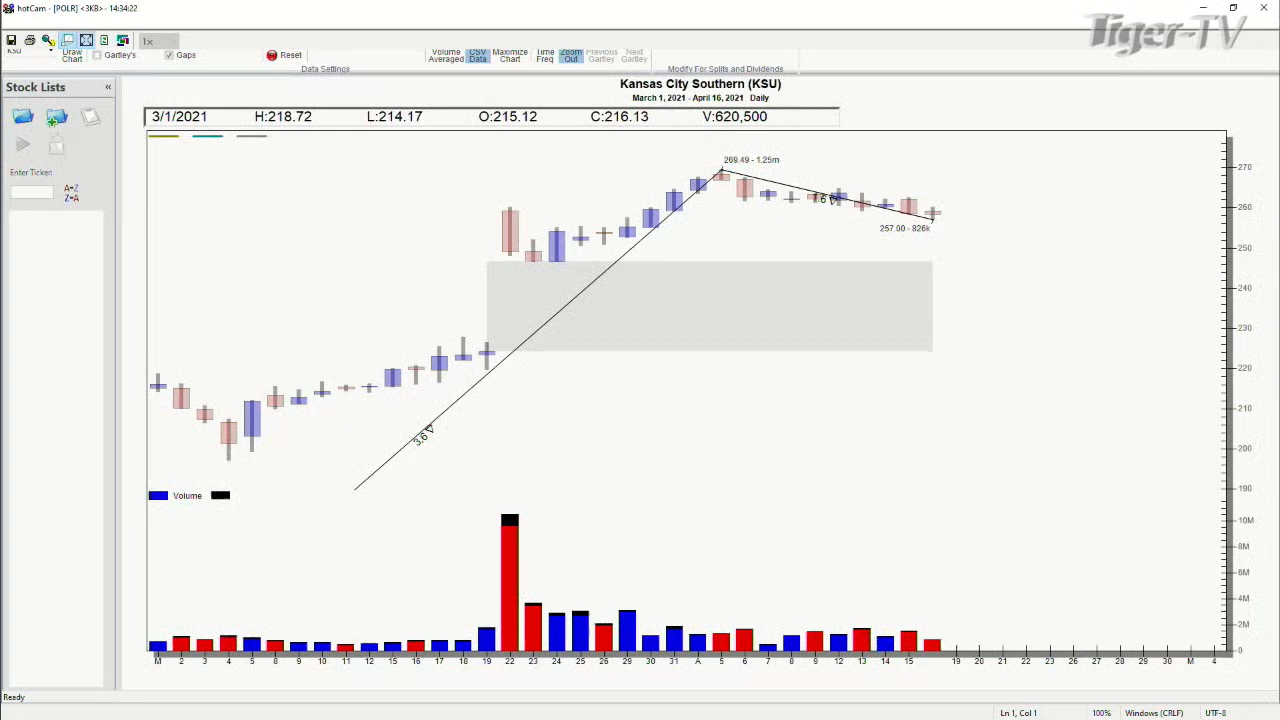 hotCam - [POLR] <3KB> - 14:34:22
Tiger-TV
1x
KSU
Draw Chart
Gartley's
Gaps
Reset
Data Settings
Volume Averaged
CSV Data
Maximize Chart
Time Freq
Zoom Out
Previous Gartley
Next Gartley
Modify For Splits and Dividends
Stock Lists «
Enter Ticker:
A=Z
Z=A
Kansas City Southern (KSU)
March 1, 2021 - April 16, 2021 Daily
3/1/2021 H:218.72 L:214.17 O:215.12 C:216.13 V:620,500
269.49 - 1.25m
1.6
257.00 - 826k
3.6
270
260
250
240
230
220
210
200
190
Volume
10M
8M
6M
4M
2M
0
M 2 3 4 5 8 9 10 11 12 15 16 17 18 19 22 23 24 25 26 29 30 31 A 5 6 7 8 9 12 13 14 15 19 20 21 22 23 26 27 28 29 30 M 4
Ready
Ln 1, Col 1 100% Windows (CRLF) UTF-8